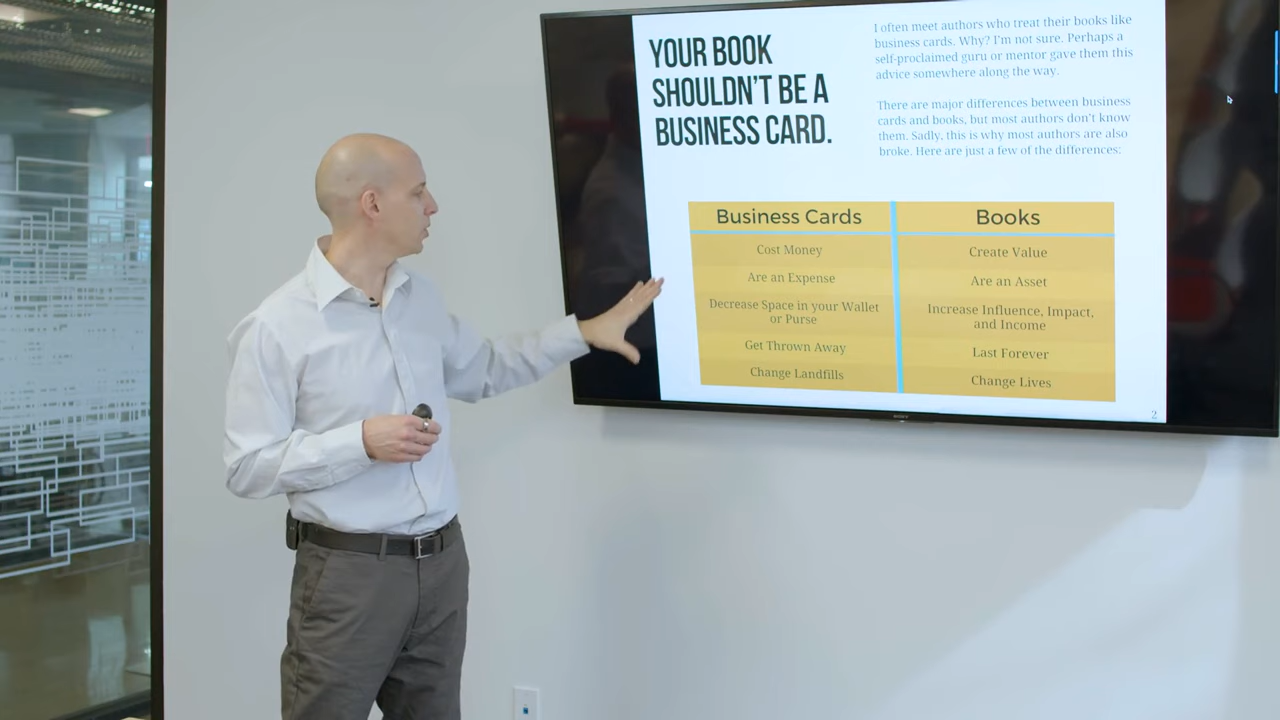 YOUR BOOK
SHOULDN'T BE A
BUSINESS CARD.
I often meet authors who treat their books like
business cards. Why? I'm not sure. Perhaps a
self-proclaimed guru or mentor gave them this
advice somewhere along the way.
There are major differences between business
cards and books, but most authors don't know
them. Sadly, this is why most authors are also
broke. Here are just a few of the differences:
Business Cards
Books
Cost Money
Create Value
Are an Expense
Are an Asset
Decrease Space in your Wallet
or Purse
Increase Influence, Impact,
and Income
Get Thrown Away
Last Forever
Change Landfills
Change Lives
2
SONY